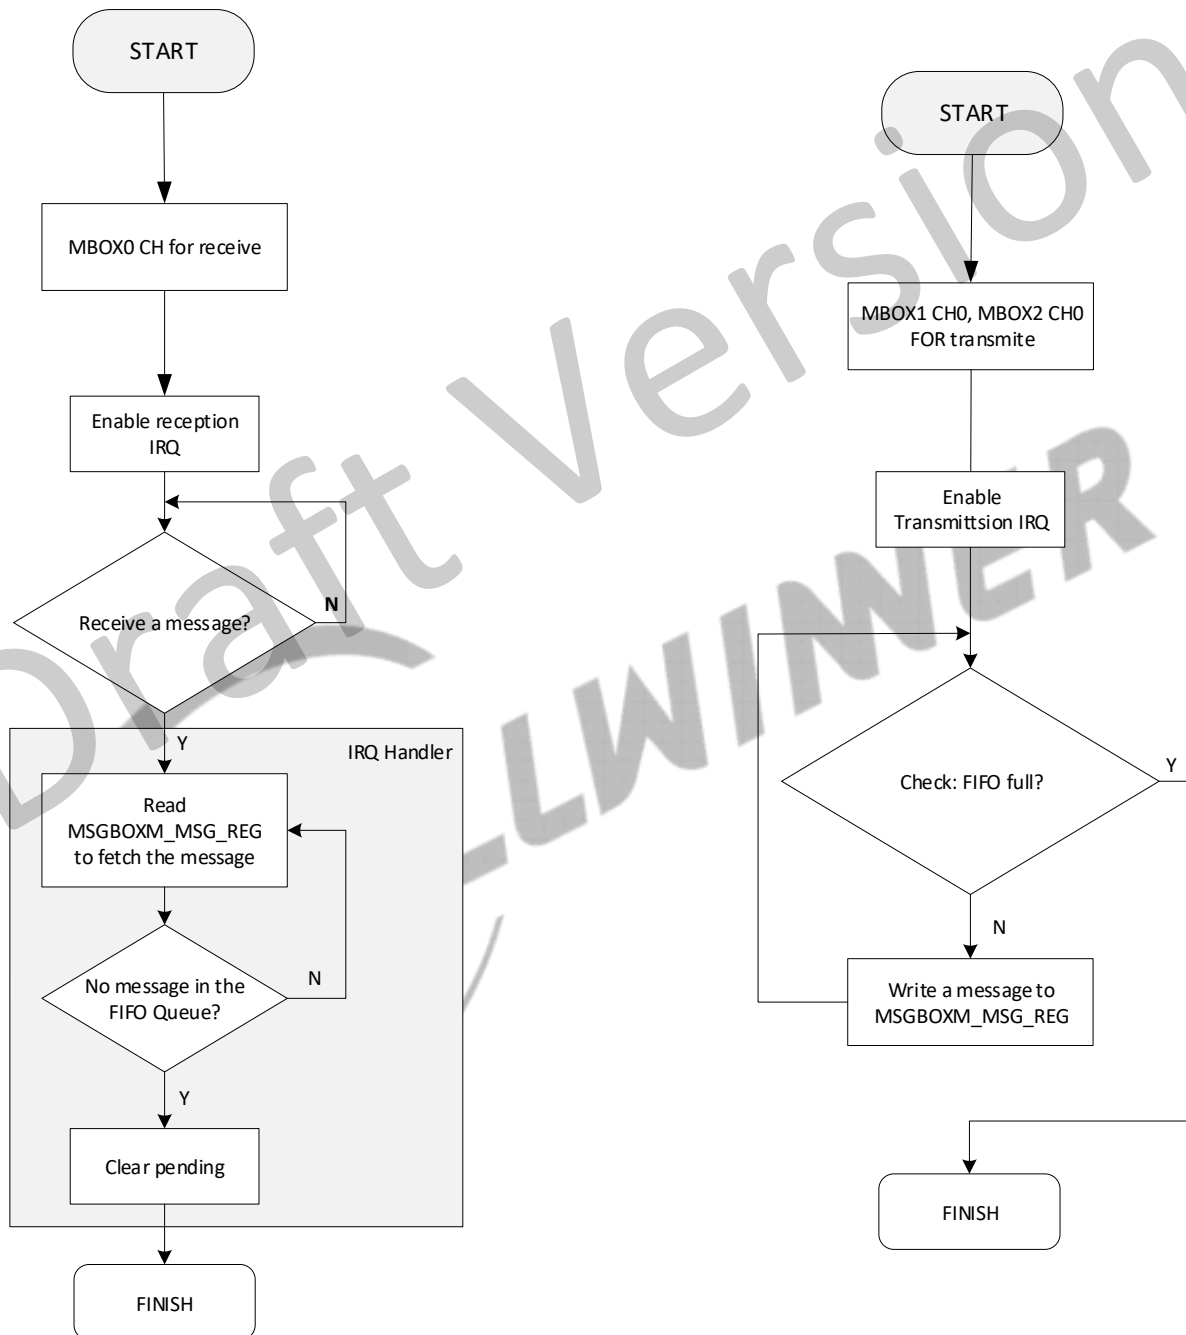 START
MBOX0 CH for receive
Enable reception
IRQ
Receive a message?
N
Y
IRQ Handler
Read
MSGBOXM_MSG_REG
to fetch the message
No message in the
FIFO Queue?
N
Y
Clear pending
FINISH
START
MBOX1 CH0, MBOX2 CH0
FOR transmite
Enable
Transmittsion IRQ
Check: FIFO full?
Y
N
Write a message to
MSGBOXM_MSG_REG
FINISH
Draft Version
LLWINNER